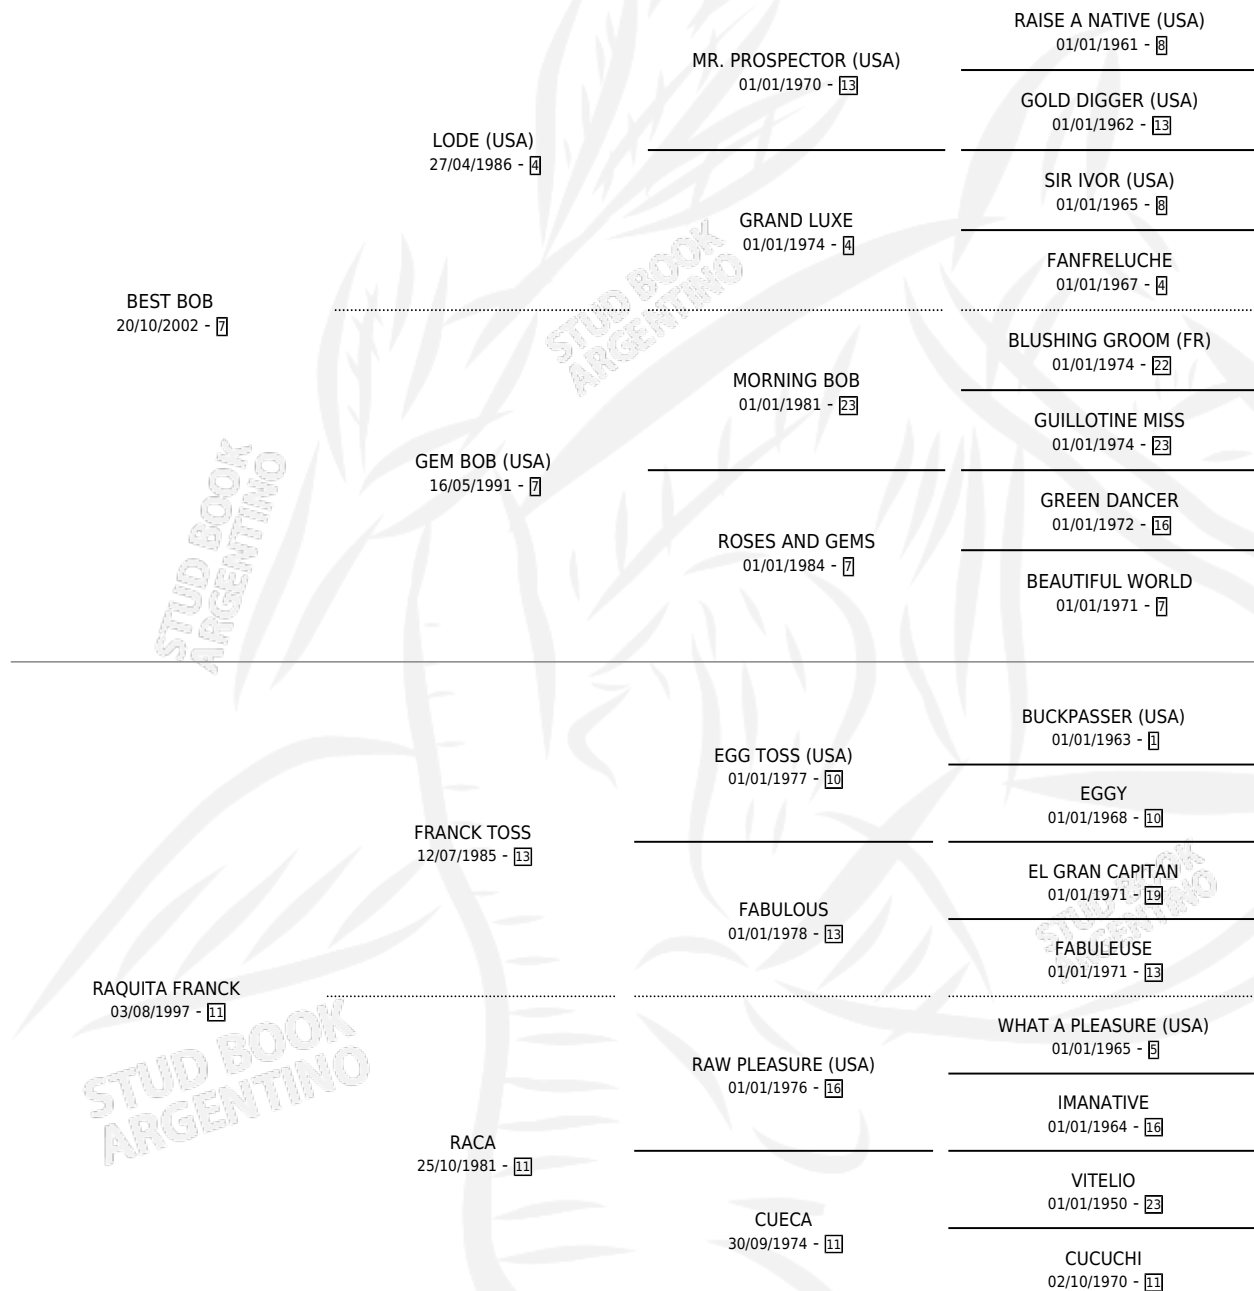 RAISE A NATIVE (USA)
01/01/1961 - 8
MR. PROSPECTOR (USA)
01/01/1970 - 13
GOLD DIGGER (USA)
01/01/1962 - 13
LODE (USA)
27/04/1986 - 4
SIR IVOR (USA)
01/01/1965 - 8
GRAND LUXE
01/01/1974 - 4
FANFRELUCHE
01/01/1967 - 4
BEST BOB
20/10/2002 - 7
STUD BOOK
ARGENTINO
BLUSHING GROOM (FR)
01/01/1974 - 22
MORNING BOB
01/01/1981 - 23
GUILLOTINE MISS
01/01/1974 - 23
GEM BOB (USA)
16/05/1991 - 7
GREEN DANCER
01/01/1972 - 16
ROSES AND GEMS
01/01/1984 - 7
BEAUTIFUL WORLD
01/01/1971 - 7
STUD BOOK
ARGENTINO
BUCKPASSER (USA)
01/01/1963 - 1
EGG TOSS (USA)
01/01/1977 - 10
EGGY
01/01/1968 - 10
FRANCK TOSS
12/07/1985 - 13
EL GRAN CAPITAN
01/01/1971 - 19
FABULOUS
01/01/1978 - 13
STUD BOOK
ARGENTINO
FABULEUSE
01/01/1971 - 13
RAQUITA FRANCK
03/08/1997 - 11
WHAT A PLEASURE (USA)
01/01/1965 - 5
RAW PLEASURE (USA)
01/01/1976 - 16
IMANATIVE
01/01/1964 - 16
STUD BOOK
ARGENTINO
RACA
25/10/1981 - 11
VITELIO
01/01/1950 - 23
CUECA
30/09/1974 - 11
CUCUCHI
02/10/1970 - 11